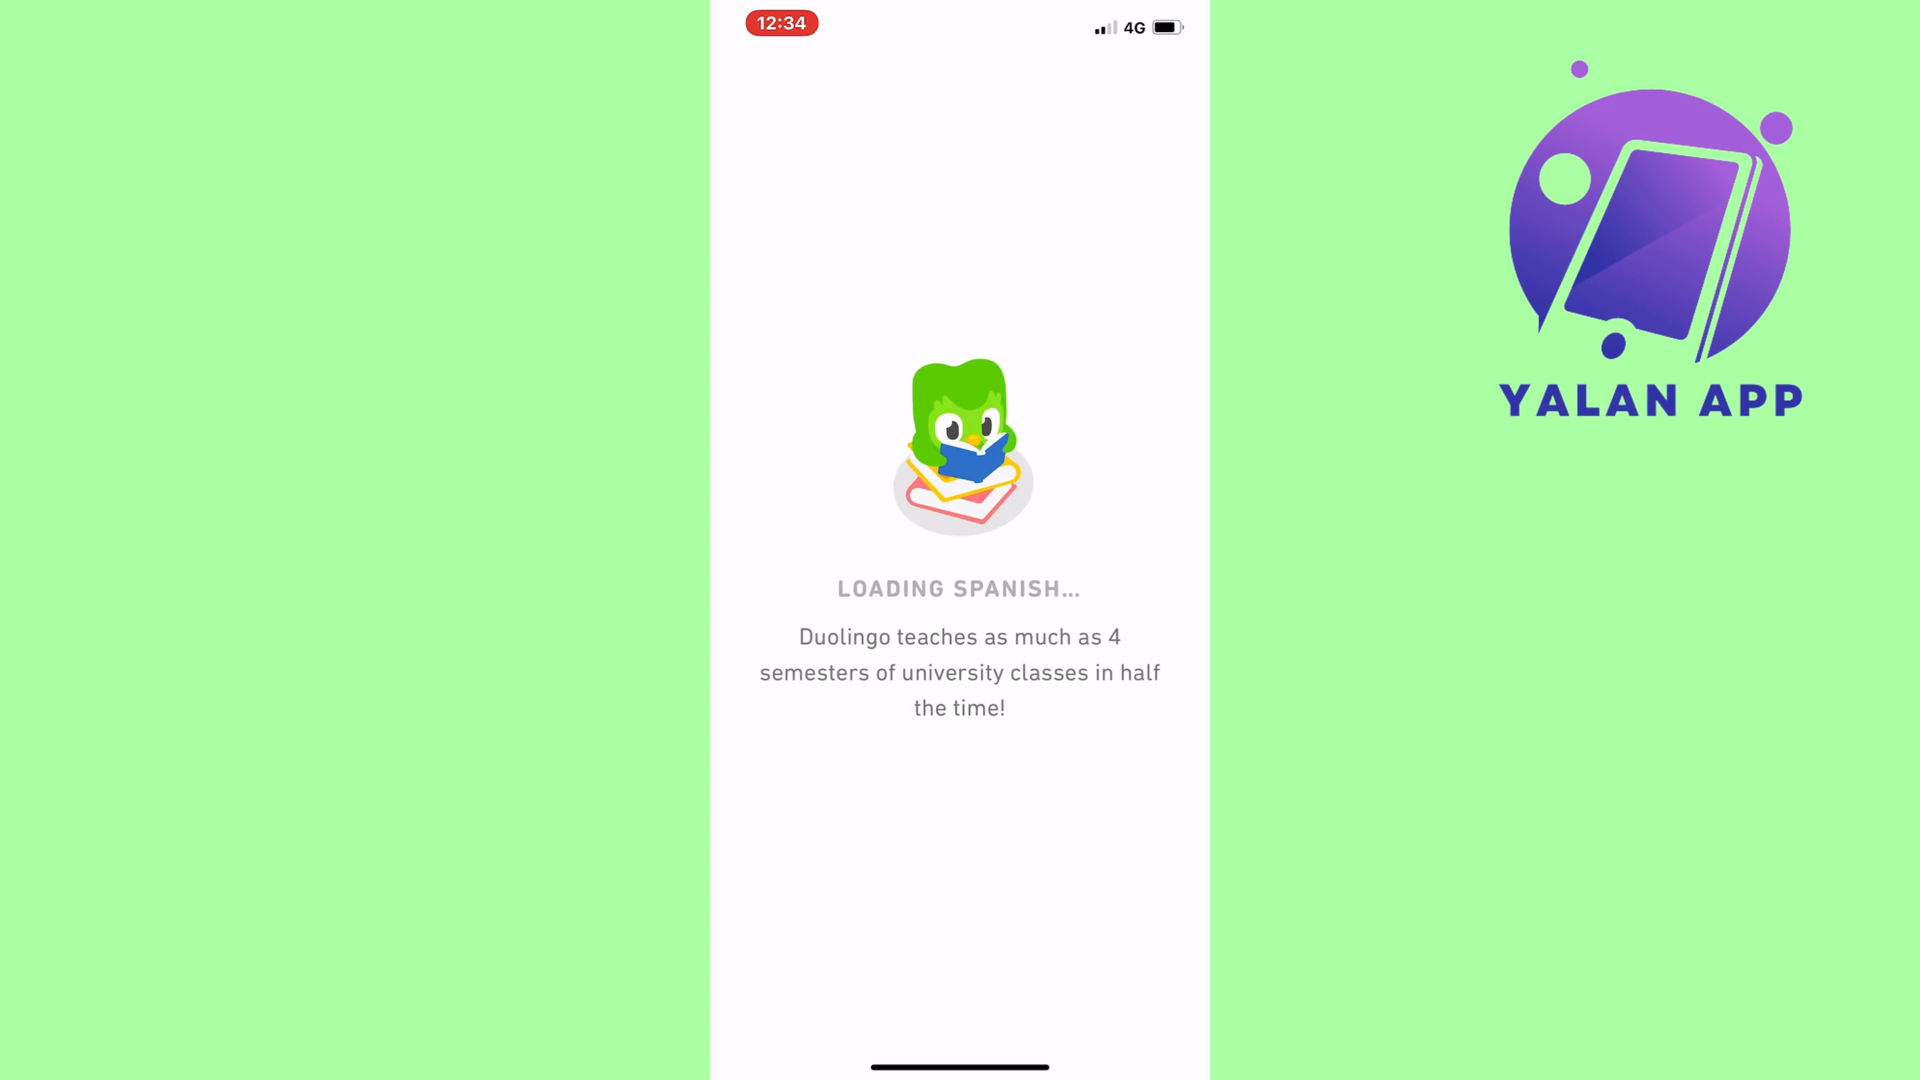 12:34
4G
YALAN APP
LOADING SPANISH...
Duolingo teaches as much as 4
semesters of university classes in half
the time!